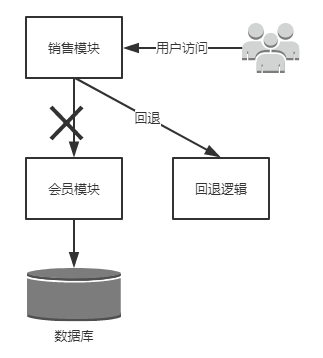 销售模块
用户访问
回退
会员模块
回退逻辑
数据库